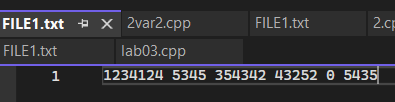 FILE1.txt 2var2.cpp FILE1.txt 2.cp
FILE1.txt lab03.cpp
1 1234124 5345 354342 43252 0 5435